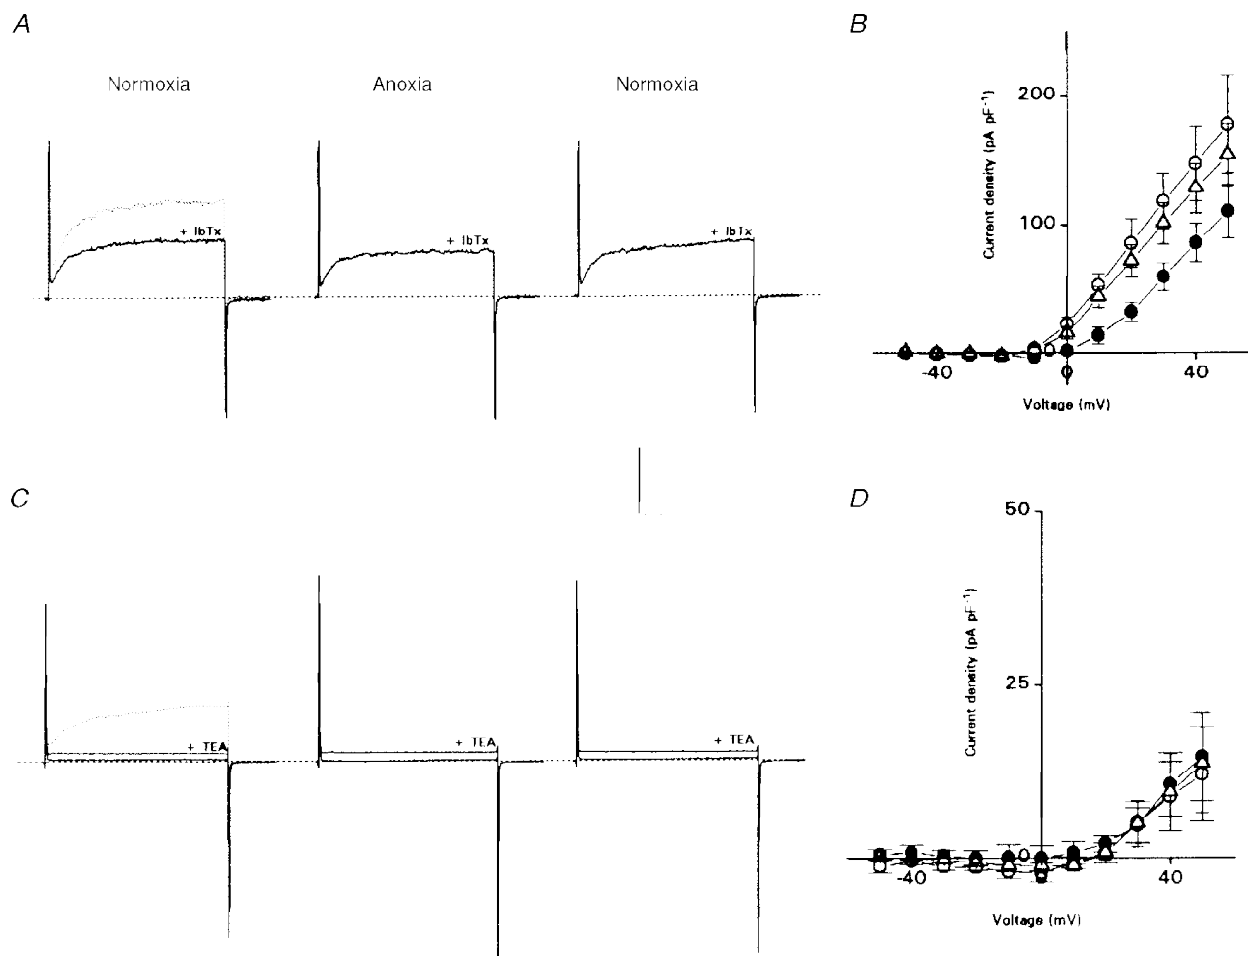 A
B
Normoxia
Anoxia
Normoxia
+ IbTx
+ IbTx
+ IbTx
200
100
0
-40
0
40
Current density (pA pF⁻¹)
Voltage (mV)
C
D
+ TEA
+ TEA
+ TEA
50
25
0
-40
40
Current density (pA pF⁻¹)
Voltage (mV)